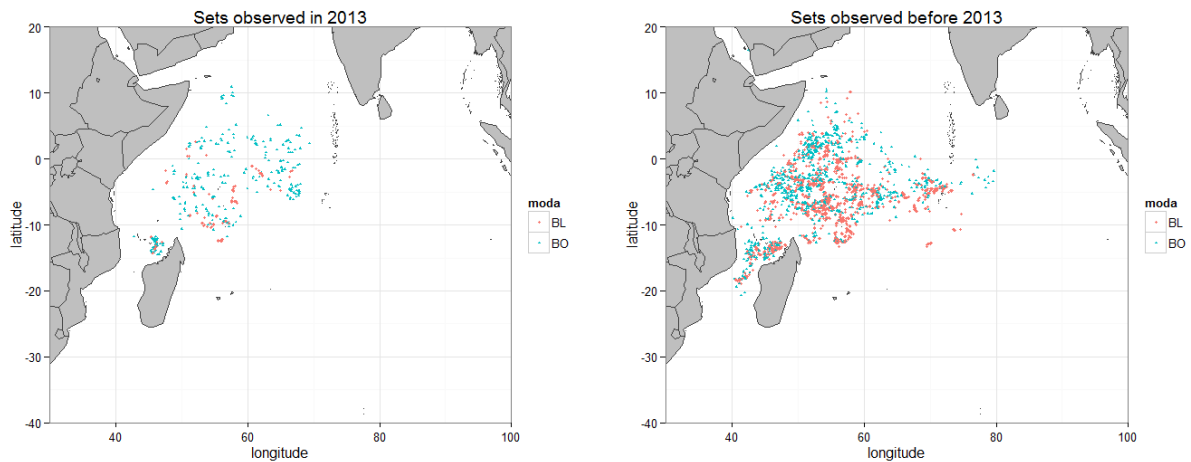 Sets observed in 2013
20
10
0
-10
-20
-30
-40
latitude
40
60
80
100
longitude
moda
BL
BO
Sets observed before 2013
20
10
0
-10
-20
-30
-40
latitude
40
60
80
100
longitude
moda
BL
BO